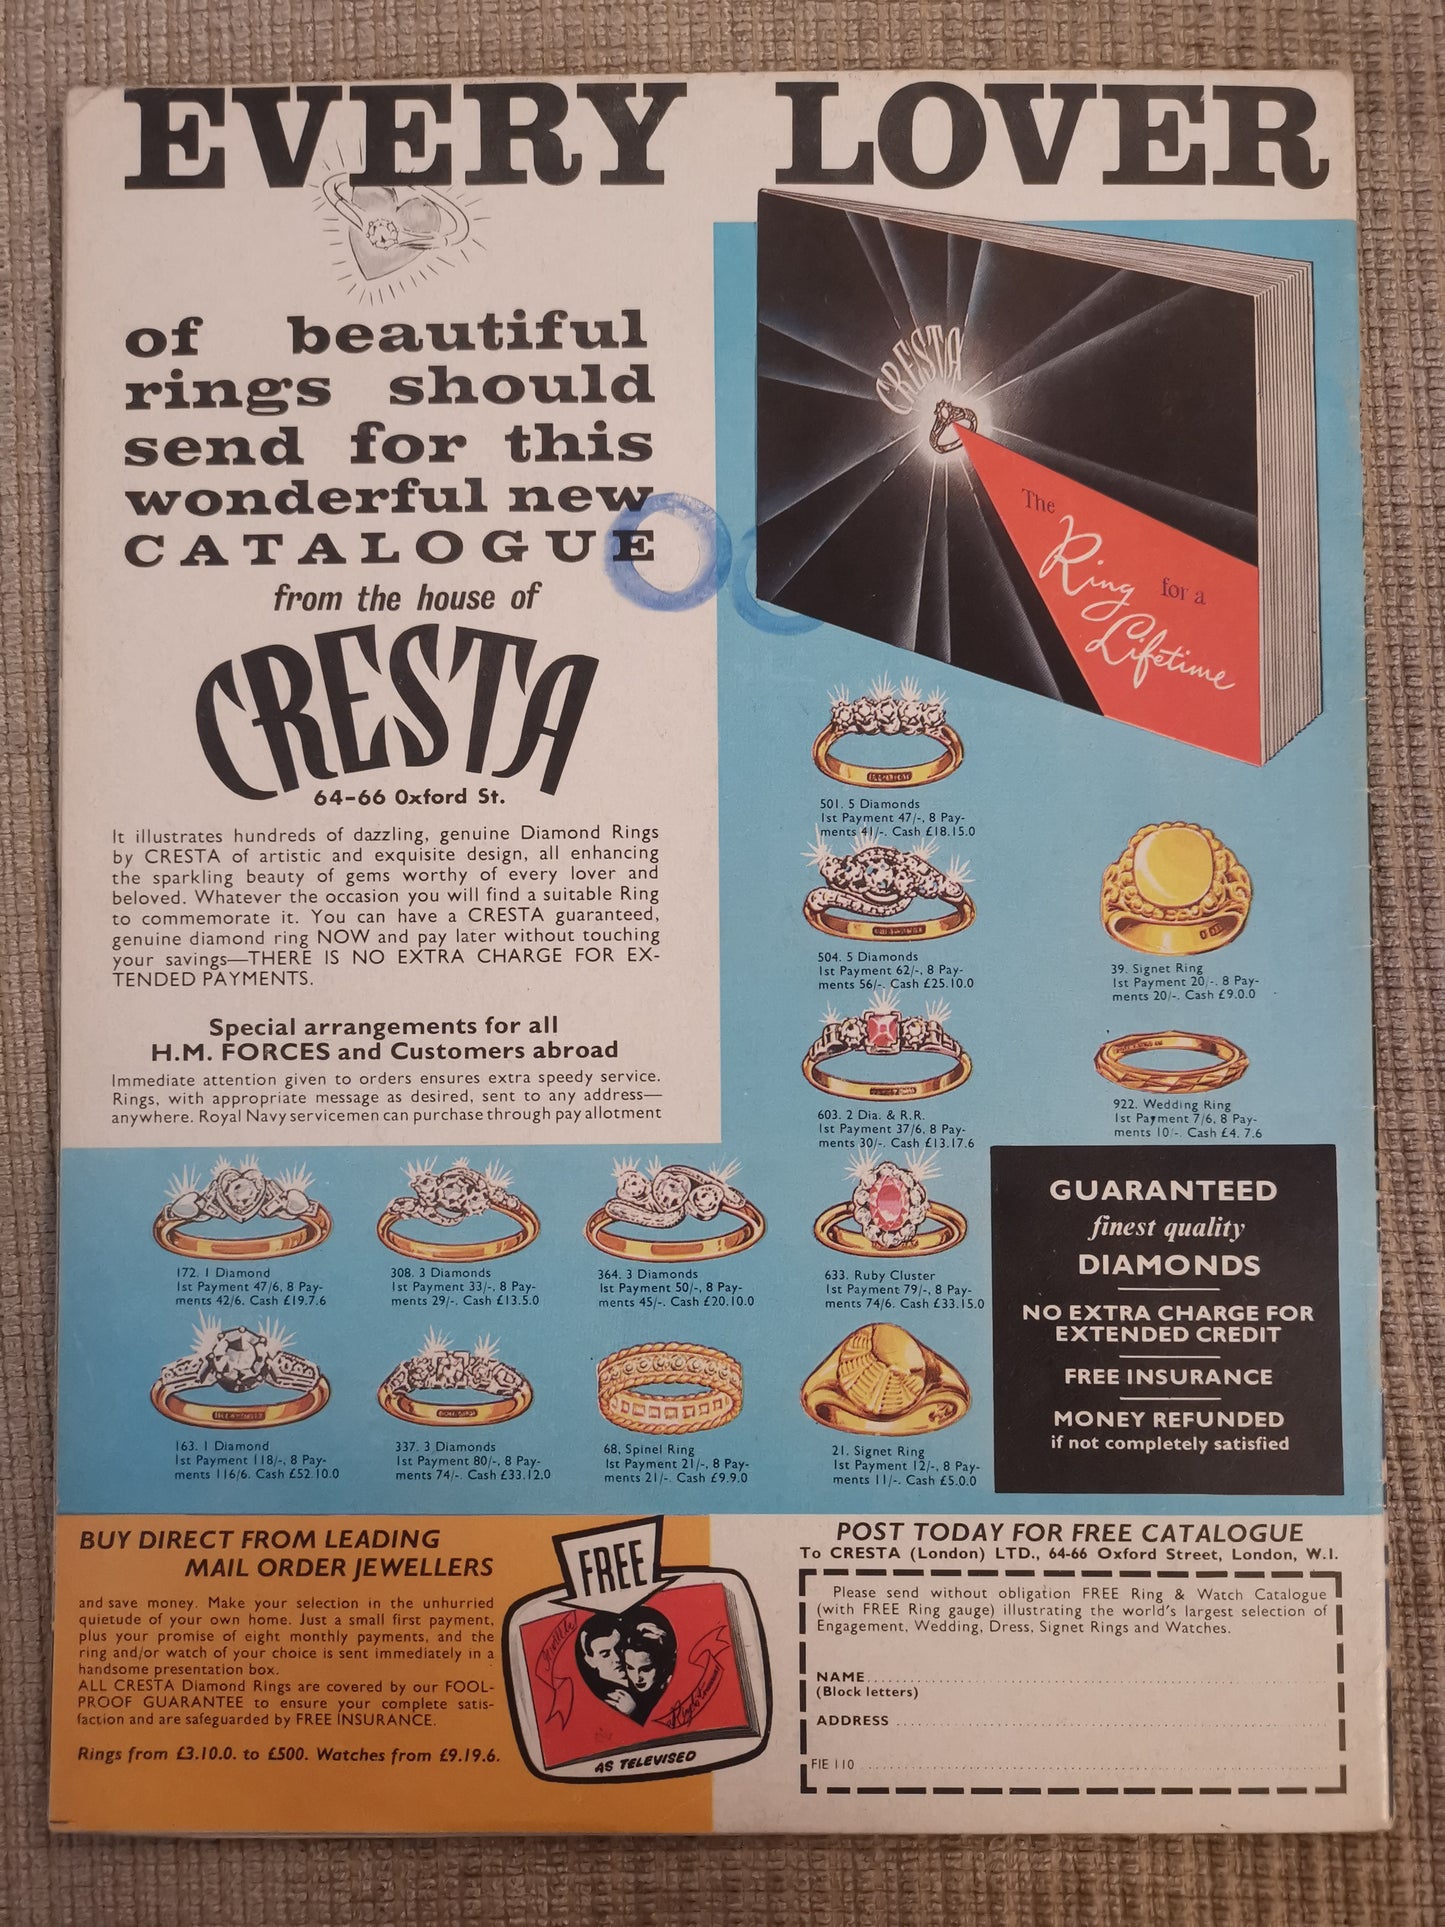 EVERY LOVER
of beautiful
rings should
send for this
wonderful new
CATALOGUE
from the house of
CRESTA
64-66 Oxford St.
It illustrates hundreds of dazzling, genuine Diamond Rings
by CRESTA of artistic and exquisite design, all enhancing
the sparkling beauty of gems worthy of every lover and
beloved. Whatever the occasion you will find a suitable Ring
to commemorate it. You can have a CRESTA guaranteed,
genuine diamond ring NOW and pay later without touching
your savings—THERE IS NO EXTRA CHARGE FOR EX-
TENDED PAYMENTS.
Special arrangements for all
H.M. FORCES and Customers abroad
Immediate attention given to orders ensures extra speedy service.
Rings, with appropriate message as desired, sent to any address—
anywhere. Royal Navy servicemen can purchase through pay allotment
CRESTA
The
Ring
for a
Lifetime
501. 5 Diamonds
1st Payment 47/-, 8 Pay-
ments 41/-. Cash £18.15.0
504. 5 Diamonds
1st Payment 62/-, 8 Pay-
ments 56/-. Cash £25.10.0
39. Signet Ring
1st Payment 20/-. 8 Pay-
ments 20/-. Cash £9.0.0
603. 2 Dia. & R.R.
1st Payment 37/6, 8 Pay-
ments 30/-. Cash £13.17.6
922. Wedding Ring
1st Payment 7/6, 8 Pay-
ments 10/-. Cash £4. 7.6
172. 1 Diamond
1st Payment 47/6, 8 Pay-
ments 42/6. Cash £19.7.6
308. 3 Diamonds
1st Payment 33/-, 8 Pay-
ments 29/-. Cash £13.5.0
364. 3 Diamonds
1st Payment 50/-, 8 Pay-
ments 45/-. Cash £20.10.0
633. Ruby Cluster
1st Payment 79/-, 8 Pay-
ments 74/6. Cash £33.15.0
163. 1 Diamond
1st Payment 118/-, 8 Pay-
ments 116/6. Cash £52.10.0
337. 3 Diamonds
1st Payment 80/-, 8 Pay-
ments 74/-. Cash £33.12.0
68, Spinel Ring
1st Payment 21/-, 8 Pay-
ments 21/-. Cash £9.9.0
21. Signet Ring
1st Payment 12/-, 8 Pay-
ments 11/-. Cash £5.0.0
GUARANTEED
finest quality
DIAMONDS
NO EXTRA CHARGE FOR
EXTENDED CREDIT
FREE INSURANCE
MONEY REFUNDED
if not completely satisfied
BUY DIRECT FROM LEADING
MAIL ORDER JEWELLERS
and save money. Make your selection in the unhurried
quietude of your own home. Just a small first payment,
plus your promise of eight monthly payments, and the
ring and/or watch of your choice is sent immediately in a
handsome presentation box.
ALL CRESTA Diamond Rings are covered by our FOOL-
PROOF GUARANTEE to ensure your complete satis-
faction and are safeguarded by FREE INSURANCE.
Rings from £3.10.0. to £500. Watches from £9.19.6.
FREE
AS TELEVISED
POST TODAY FOR FREE CATALOGUE
To CRESTA (London) LTD., 64-66 Oxford Street, London, W.1.
Please send without obligation FREE Ring & Watch Catalogue
(with FREE Ring gauge) illustrating the world's largest selection of
Engagement, Wedding, Dress, Signet Rings and Watches.
NAME
(Block letters)
ADDRESS
FIE 110